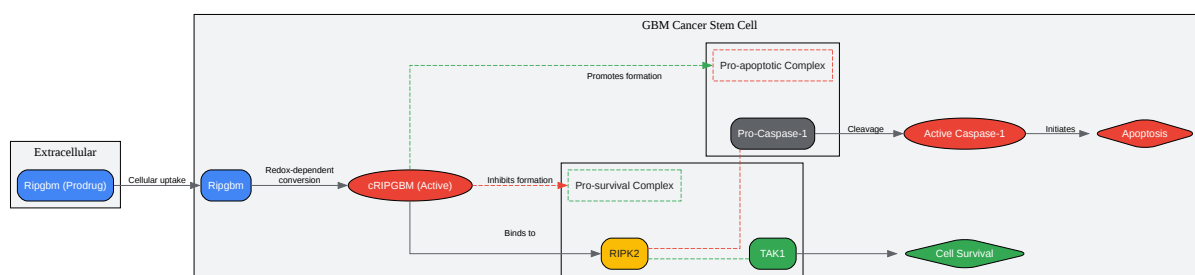 GBM Cancer Stem Cell
Pro-apoptotic Complex
Promotes formation
Pro-Caspase-1
Cleavage
Active Caspase-1
Initiates
Apoptosis
Extracellular
Ripgbm (Prodrug)
Cellular uptake
Ripgbm
Redox-dependent
conversion
cRIPGBM (Active)
Inhibits formation
Pro-survival Complex
Binds to
RIPK2
TAK1
Cell Survival